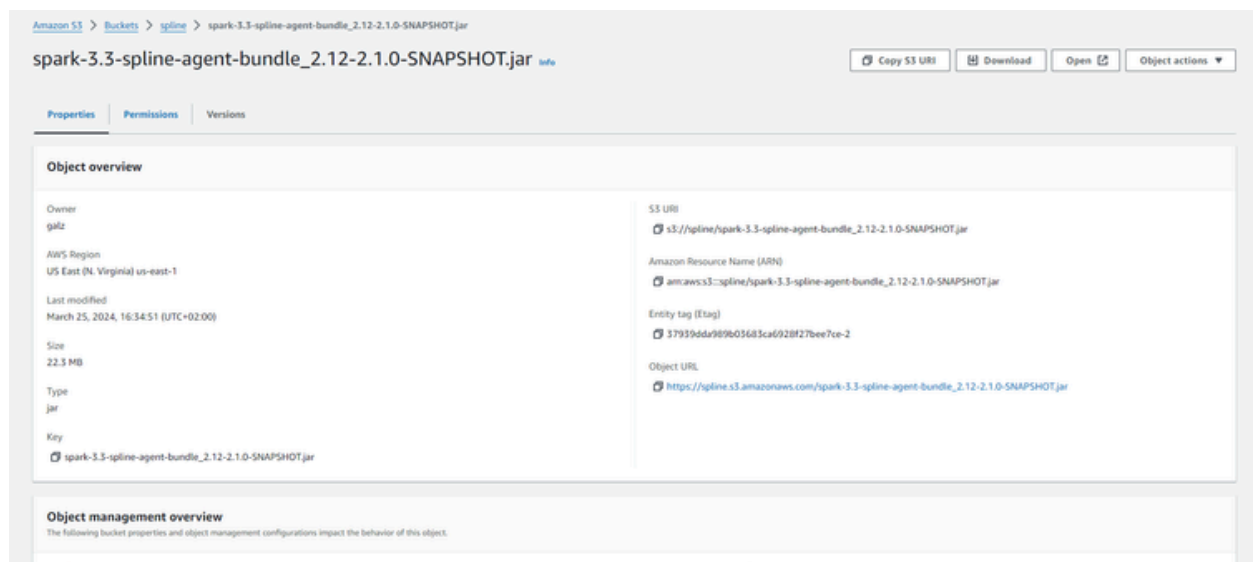 Amazon S3 > Buckets > spline > spark-3.3-spline-agent-bundle_2.12-2.1.0-SNAPSHOT.jar
spark-3.3-spline-agent-bundle_2.12-2.1.0-SNAPSHOT.jar Info
Copy S3 URI Download Open Object actions
Properties Permissions Versions
Object overview
Owner
galz
AWS Region
US East (N. Virginia) us-east-1
Last modified
March 25, 2024, 16:34:51 (UTC+02:00)
Size
22.3 MB
Type
jar
Key
spark-3.3-spline-agent-bundle_2.12-2.1.0-SNAPSHOT.jar
S3 URI
s3://spline/spark-3.3-spline-agent-bundle_2.12-2.1.0-SNAPSHOT.jar
Amazon Resource Name (ARN)
arn:aws:s3:::spline/spark-3.3-spline-agent-bundle_2.12-2.1.0-SNAPSHOT.jar
Entity tag (Etag)
37939dda989b03683ca6928f27bee7ce-2
Object URL
https://spline.s3.amazonaws.com/spark-3.3-spline-agent-bundle_2.12-2.1.0-SNAPSHOT.jar
Object management overview
The following bucket properties and object management configurations impact the behavior of this object.